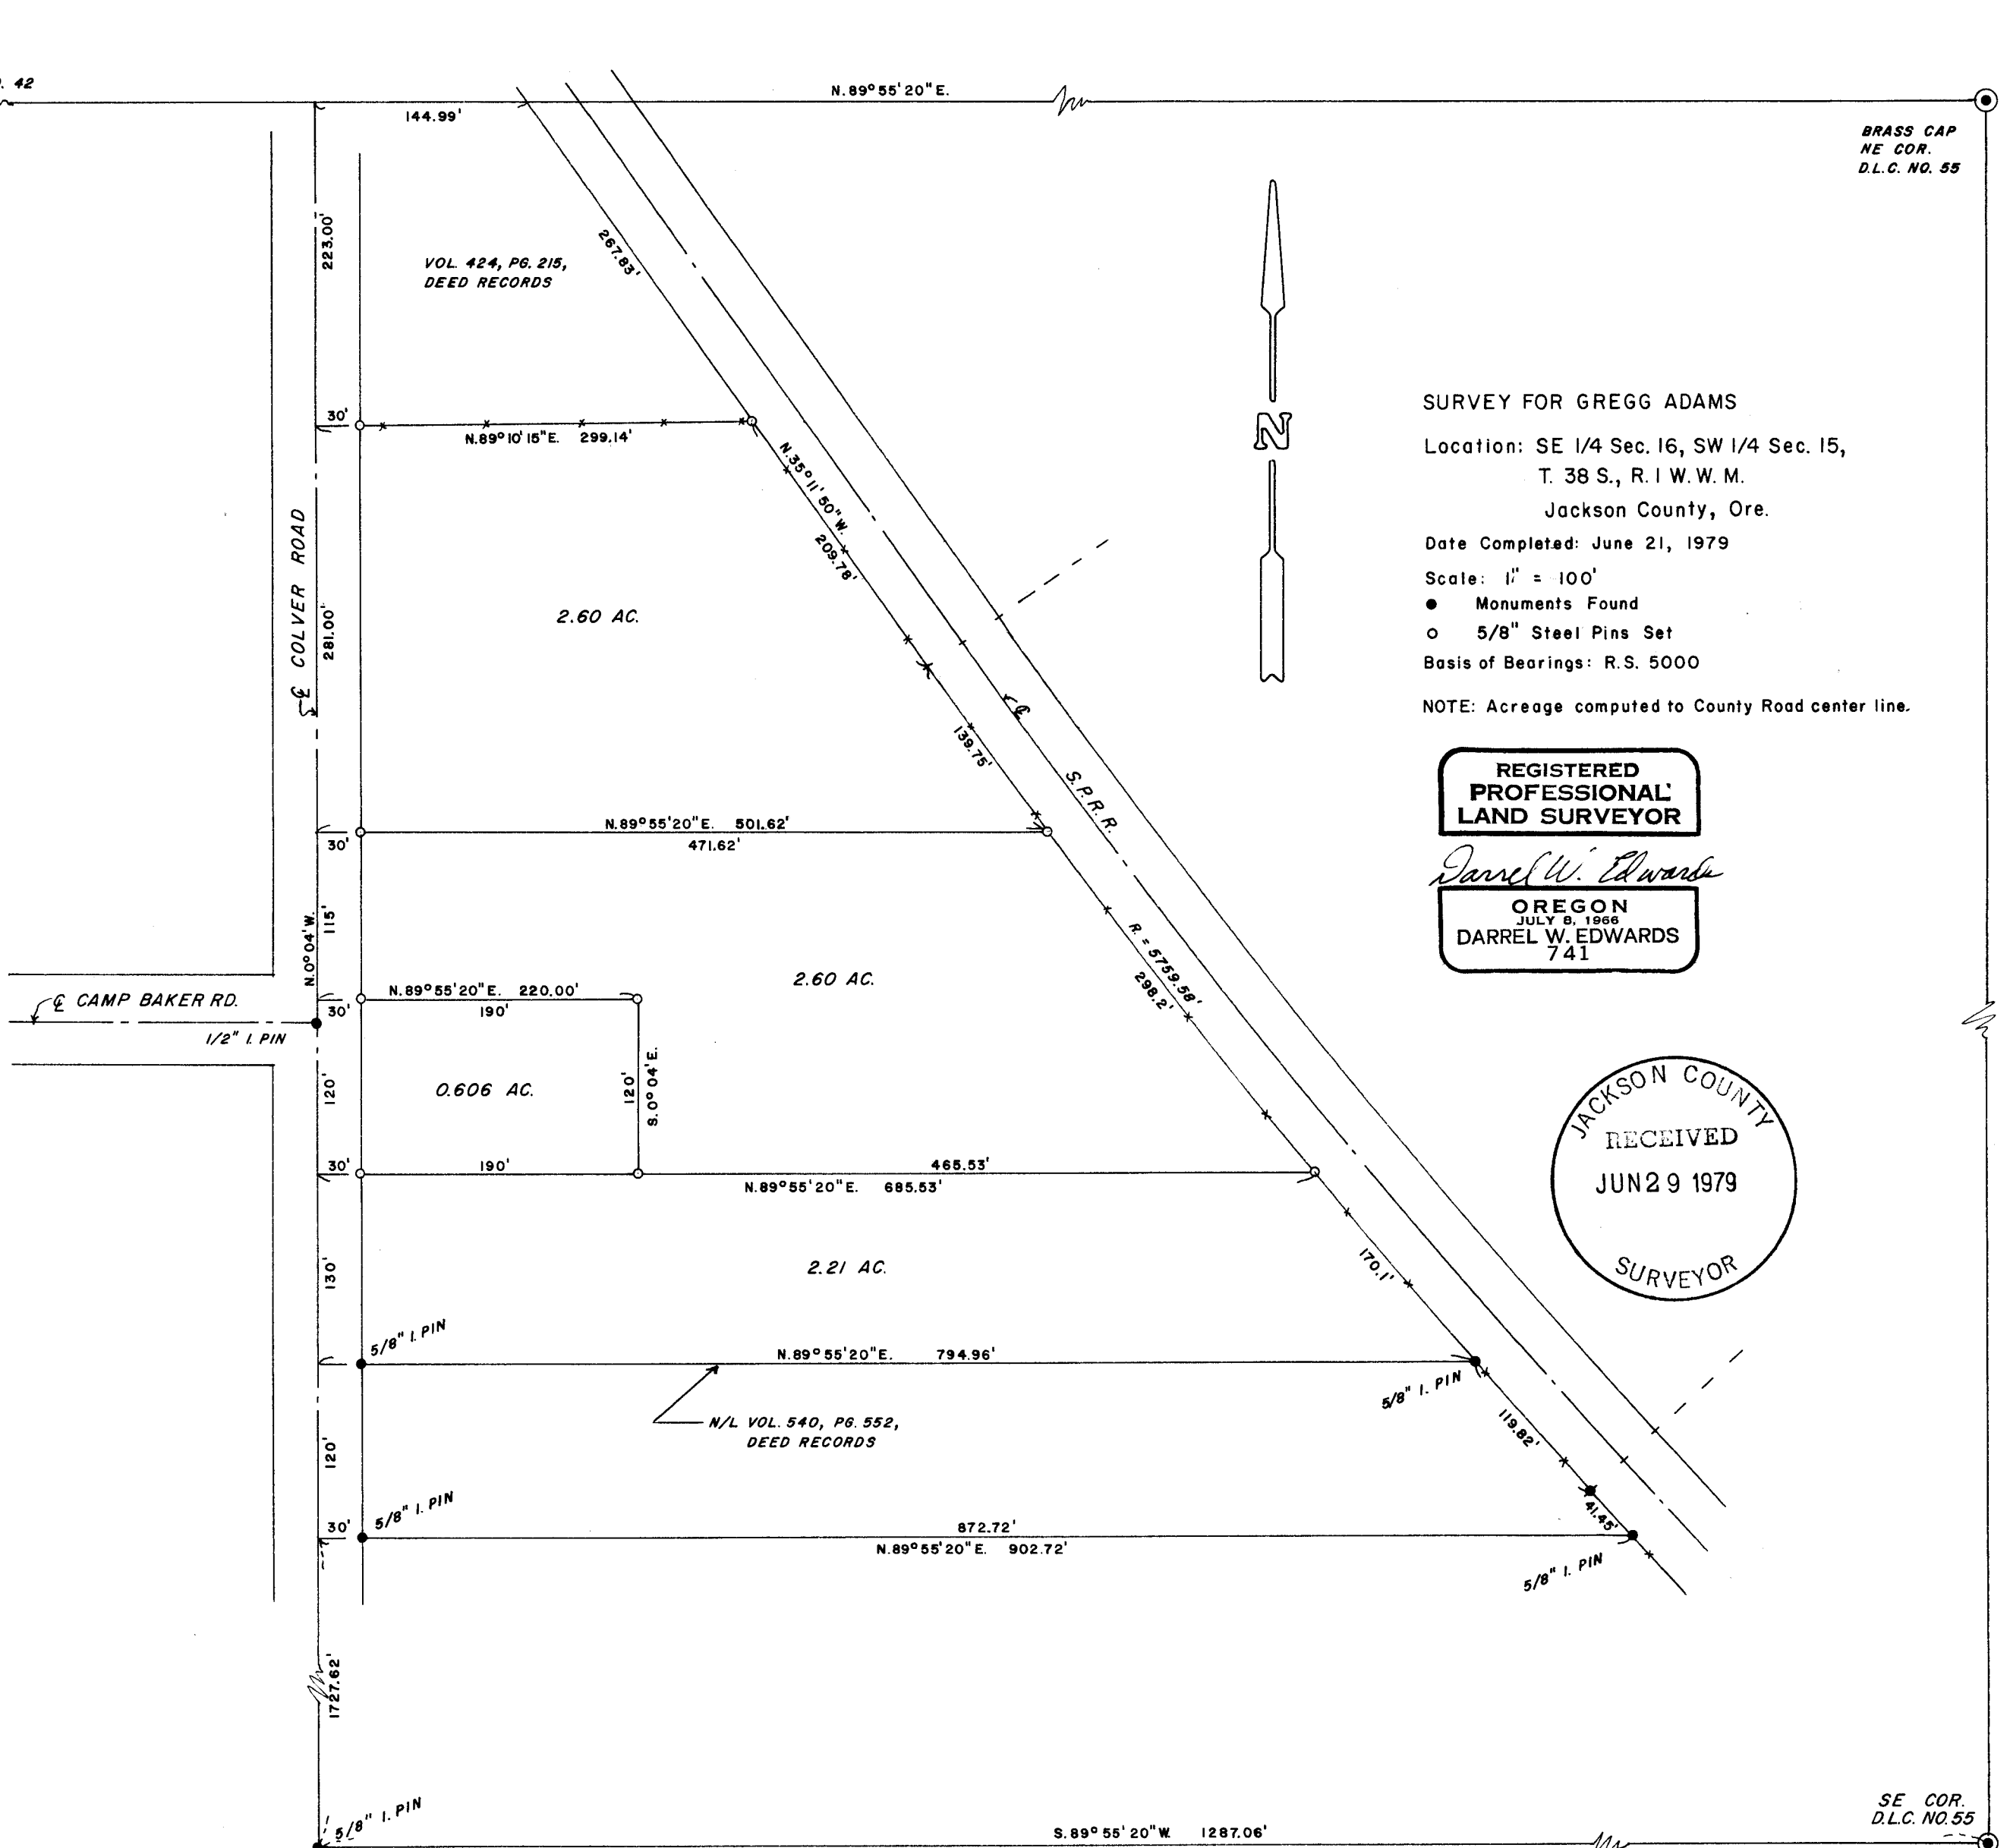 . 42
N. 89° 55' 20" E.
144.99'
BRASS CAP
NE COR.
D.L.C. NO. 55
223.00'
267.83'
VOL. 424, PG. 215,
DEED RECORDS
30'
N. 89° 10' 15" E. 299.14'
N. 35° 11' 50" W.
209.78'
N
SURVEY FOR GREGG ADAMS
Location: SE 1/4 Sec. 16, SW 1/4 Sec. 15,
T. 38 S., R. 1 W. W. M.
Jackson County, Ore.
Date Completed: June 21, 1979
Scale: 1" = 100'
● Monuments Found
○ 5/8" Steel Pins Set
Basis of Bearings: R.S. 5000
NOTE: Acreage computed to County Road center line.
℄ COLVER ROAD
281.00'
2.60 AC.
139.75'
℄
S. P. R. R.
REGISTERED
PROFESSIONAL
LAND SURVEYOR
Darrel W. Edwards
OREGON
JULY 8, 1966
DARREL W. EDWARDS
741
N. 89° 55' 20" E. 501.62'
30'
471.62'
N. 0° 04' W.
115'
R. = 5759.58'
298.2'
2.60 AC.
℄ CAMP BAKER RD.
N. 89° 55' 20" E. 220.00'
30'
190'
1/2" I. PIN
120'
0.606 AC.
120'
S. 0° 04' E.
JACKSON COUNTY
RECEIVED
JUN 29 1979
SURVEYOR
30'
190'
465.53'
N. 89° 55' 20" E. 685.53'
130'
2.21 AC.
170.1'
5/8" I. PIN
N. 89° 55' 20" E. 794.96'
5/8" I. PIN
N/L VOL. 540, PG. 552,
DEED RECORDS
119.82'
120'
5/8" I. PIN
41.45'
30'
872.72'
N. 89° 55' 20" E. 902.72'
5/8" I. PIN
1727.62'
5/8" I. PIN
SE COR.
D.L.C. NO. 55
S. 89° 55' 20" W. 1287.06'